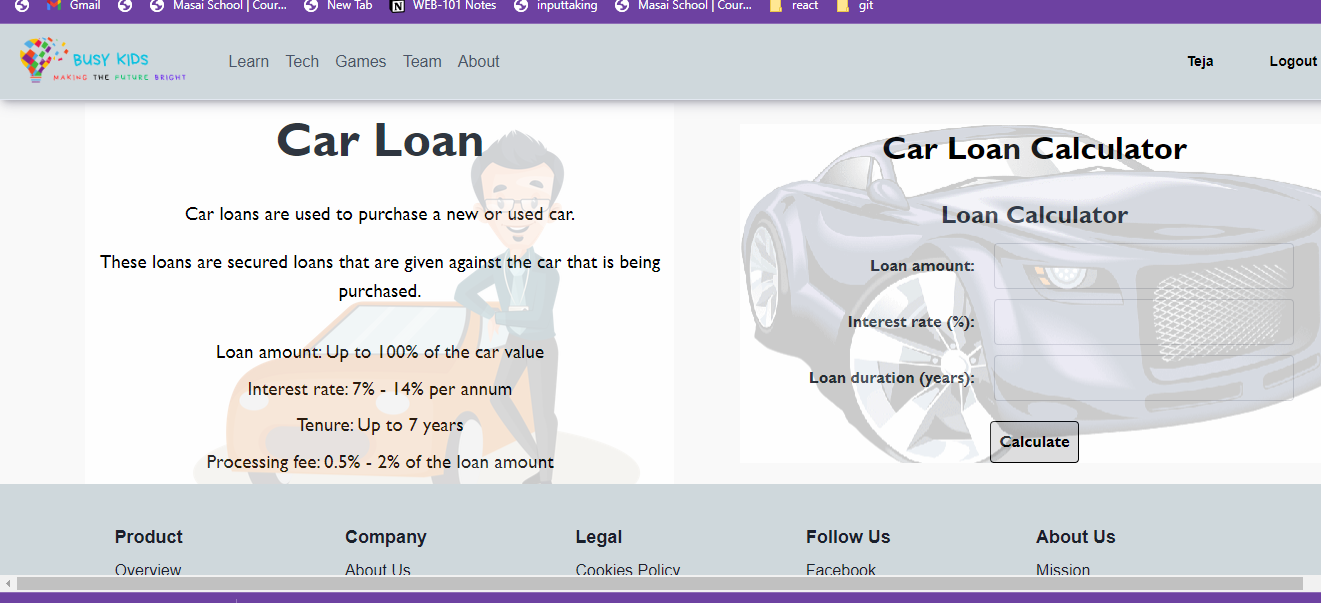 Gmail
Masai School | Cour...
New Tab
N
WEB-101 Notes
inputtaking
Masai School | Cour...
react
git
BUSY KIDS
MAKING THE FUTURE BRIGHT
Learn
Tech
Games
Team
About
Teja
Logout
Car Loan
Car loans are used to purchase a new or used car.
These loans are secured loans that are given against the car that is being
purchased.
Loan amount: Up to 100% of the car value
Interest rate: 7% - 14% per annum
Tenure: Up to 7 years
Processing fee: 0.5% - 2% of the loan amount
Car Loan Calculator
Loan Calculator
Loan amount:
Interest rate (%):
Loan duration (years):
Calculate
Product
Company
Legal
Follow Us
About Us
Overview
About Us
Cookies Policy
Facebook
Mission